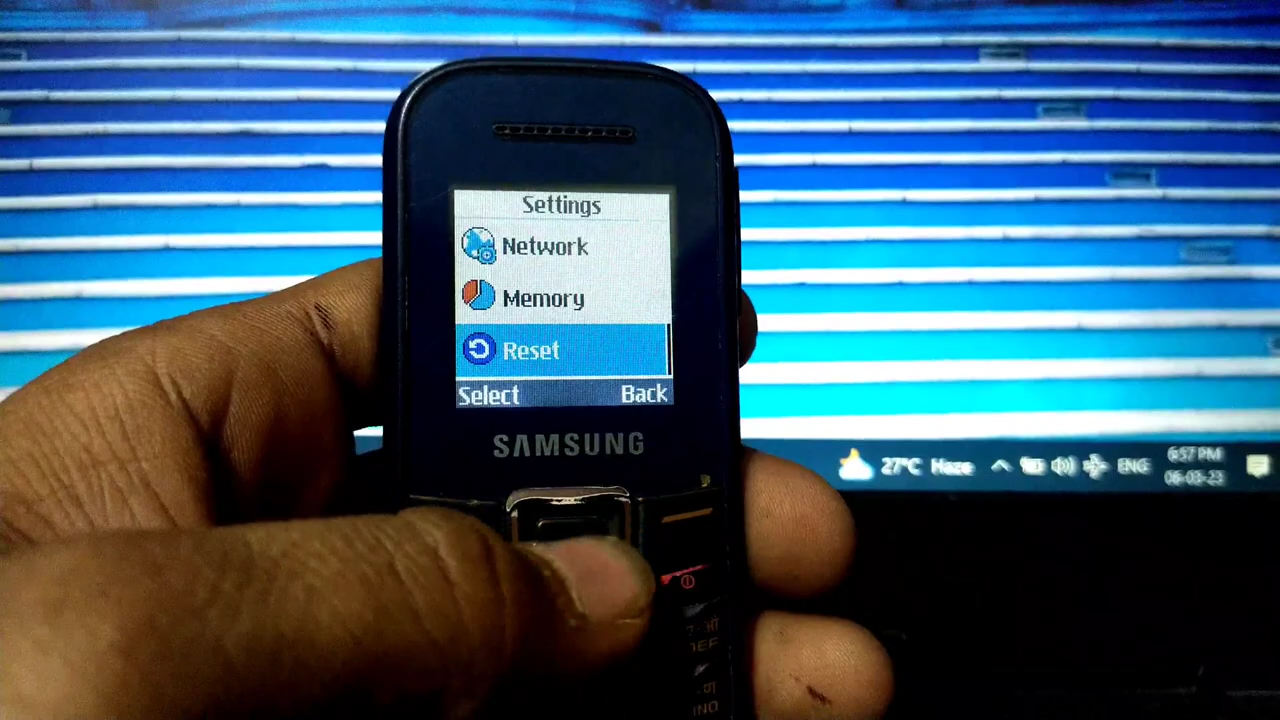 Settings
Network
Memory
Reset
Select Back
SAMSUNG
27°C Haze ENG 6:57 PM
06-03-23